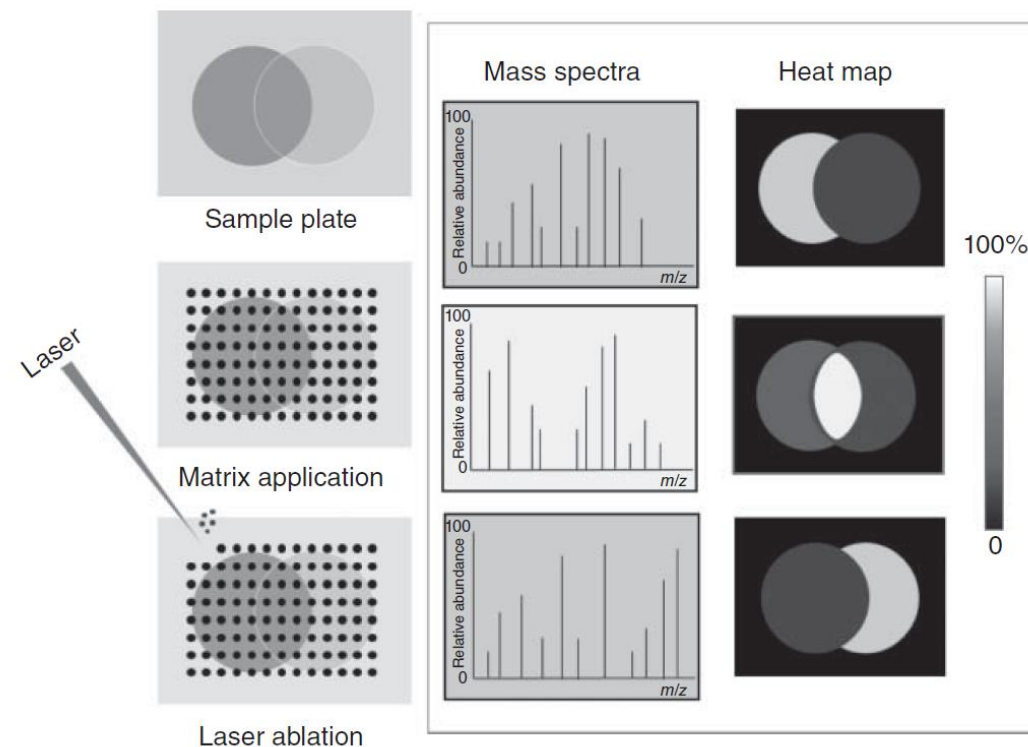 Sample plate
Laser
Matrix application
Laser ablation
Mass spectra
Heat map
100
Relative abundance
0
m/z
100
Relative abundance
0
m/z
100
Relative abundance
0
m/z
100%
0